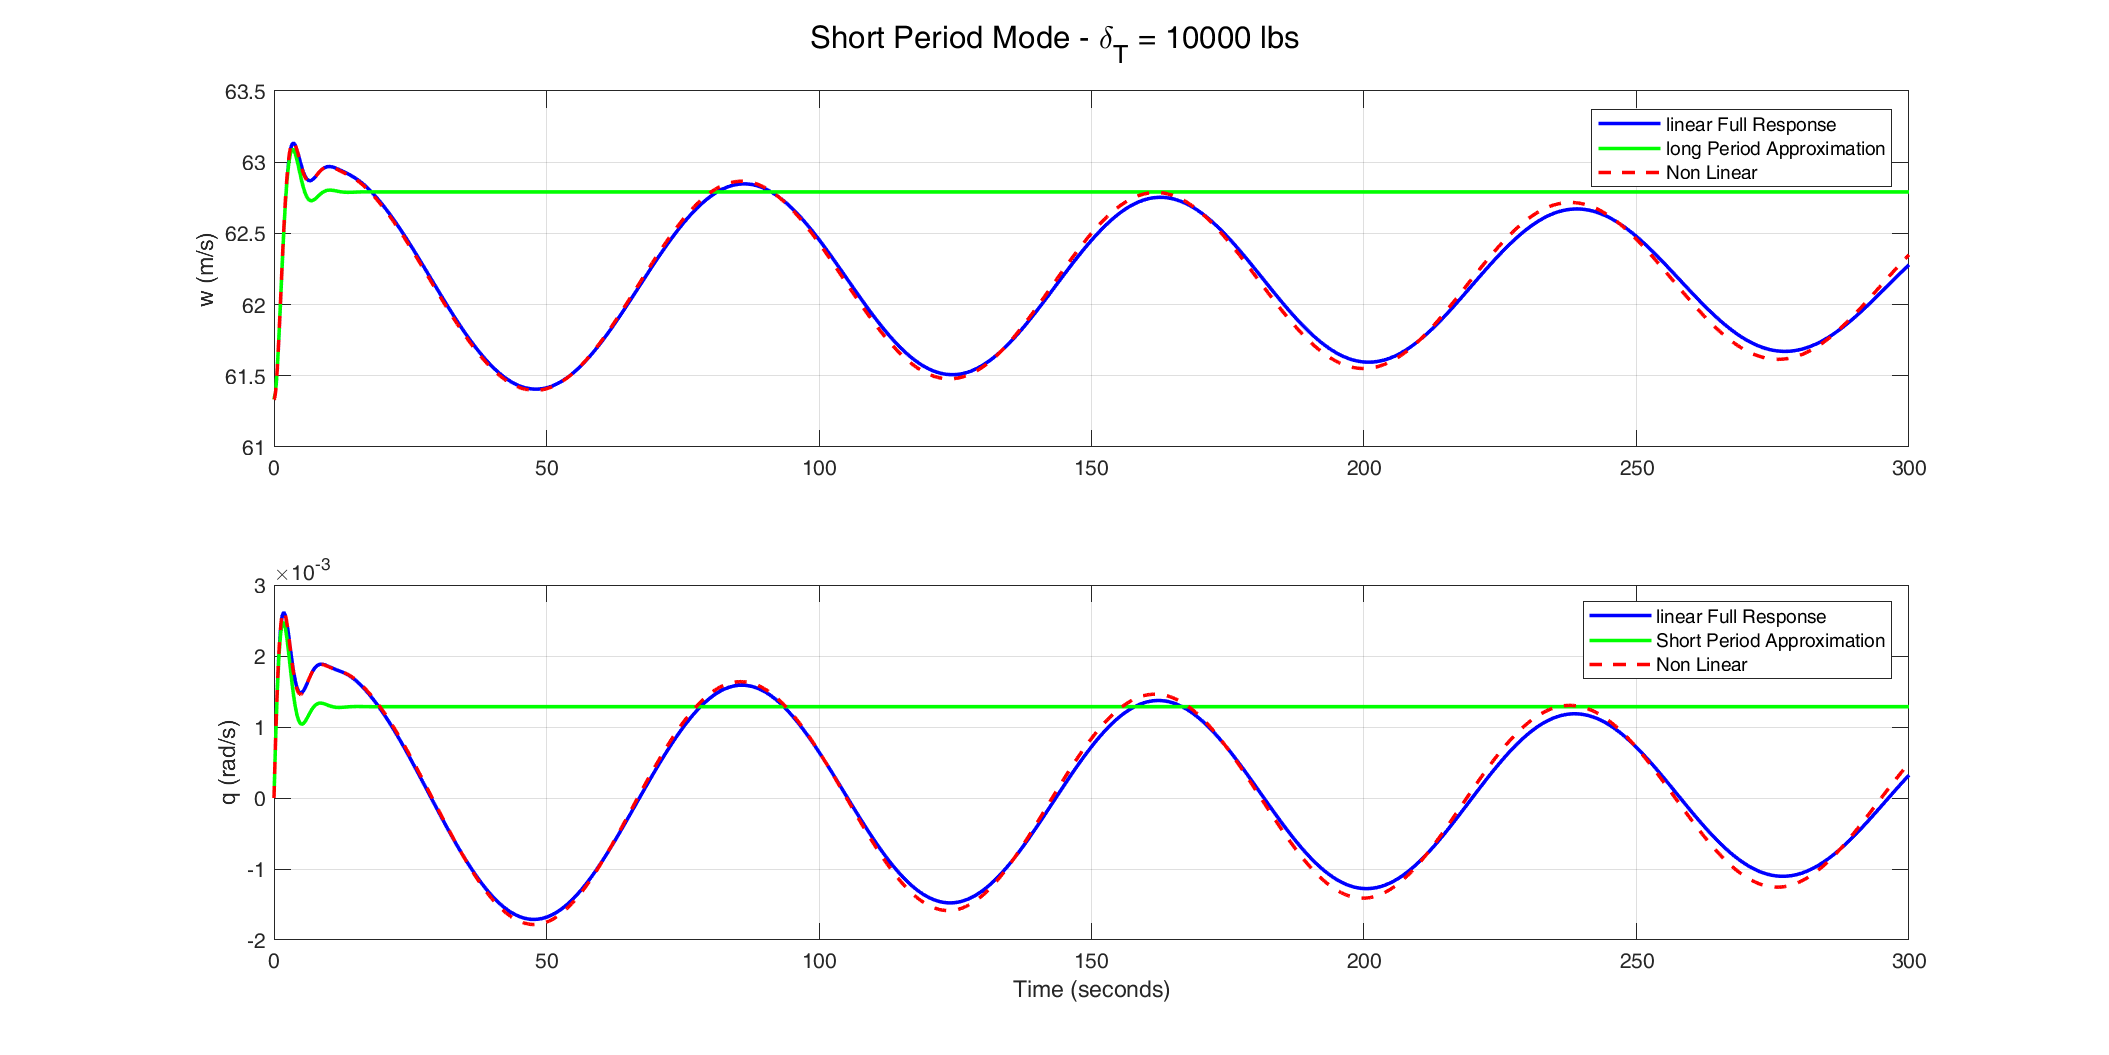 Short Period Mode - δ_T = 10000 lbs
63.5
63
62.5
62
61.5
61
w (m/s)
linear Full Response
long Period Approximation
Non Linear
0 50 100 150 200 250 300
×10^-3
3
2
1
0
-1
-2
q (rad/s)
linear Full Response
Short Period Approximation
Non Linear
0 50 100 150 200 250 300
Time (seconds)